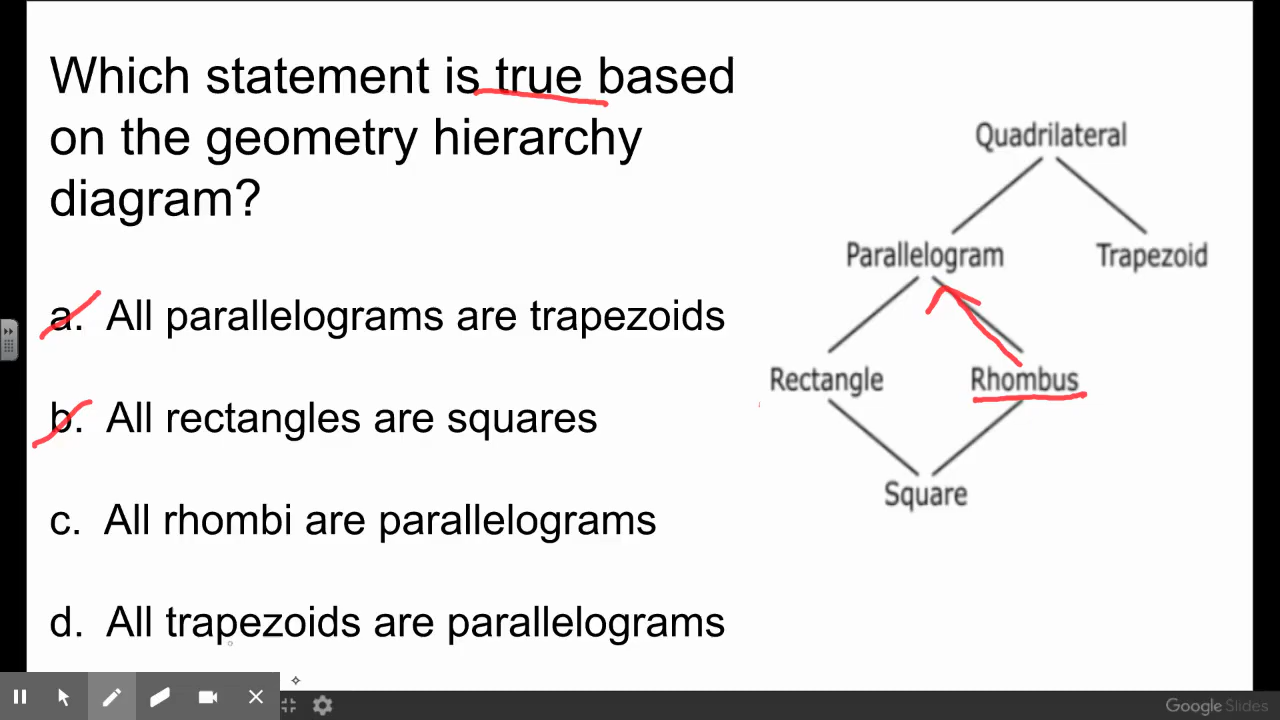 Which statement is true based
on the geometry hierarchy
diagram?
a. All parallelograms are trapezoids
b. All rectangles are squares
c. All rhombi are parallelograms
d. All trapezoids are parallelograms
Quadrilateral
Parallelogram Trapezoid
Rectangle Rhombus
Square
Google Slides